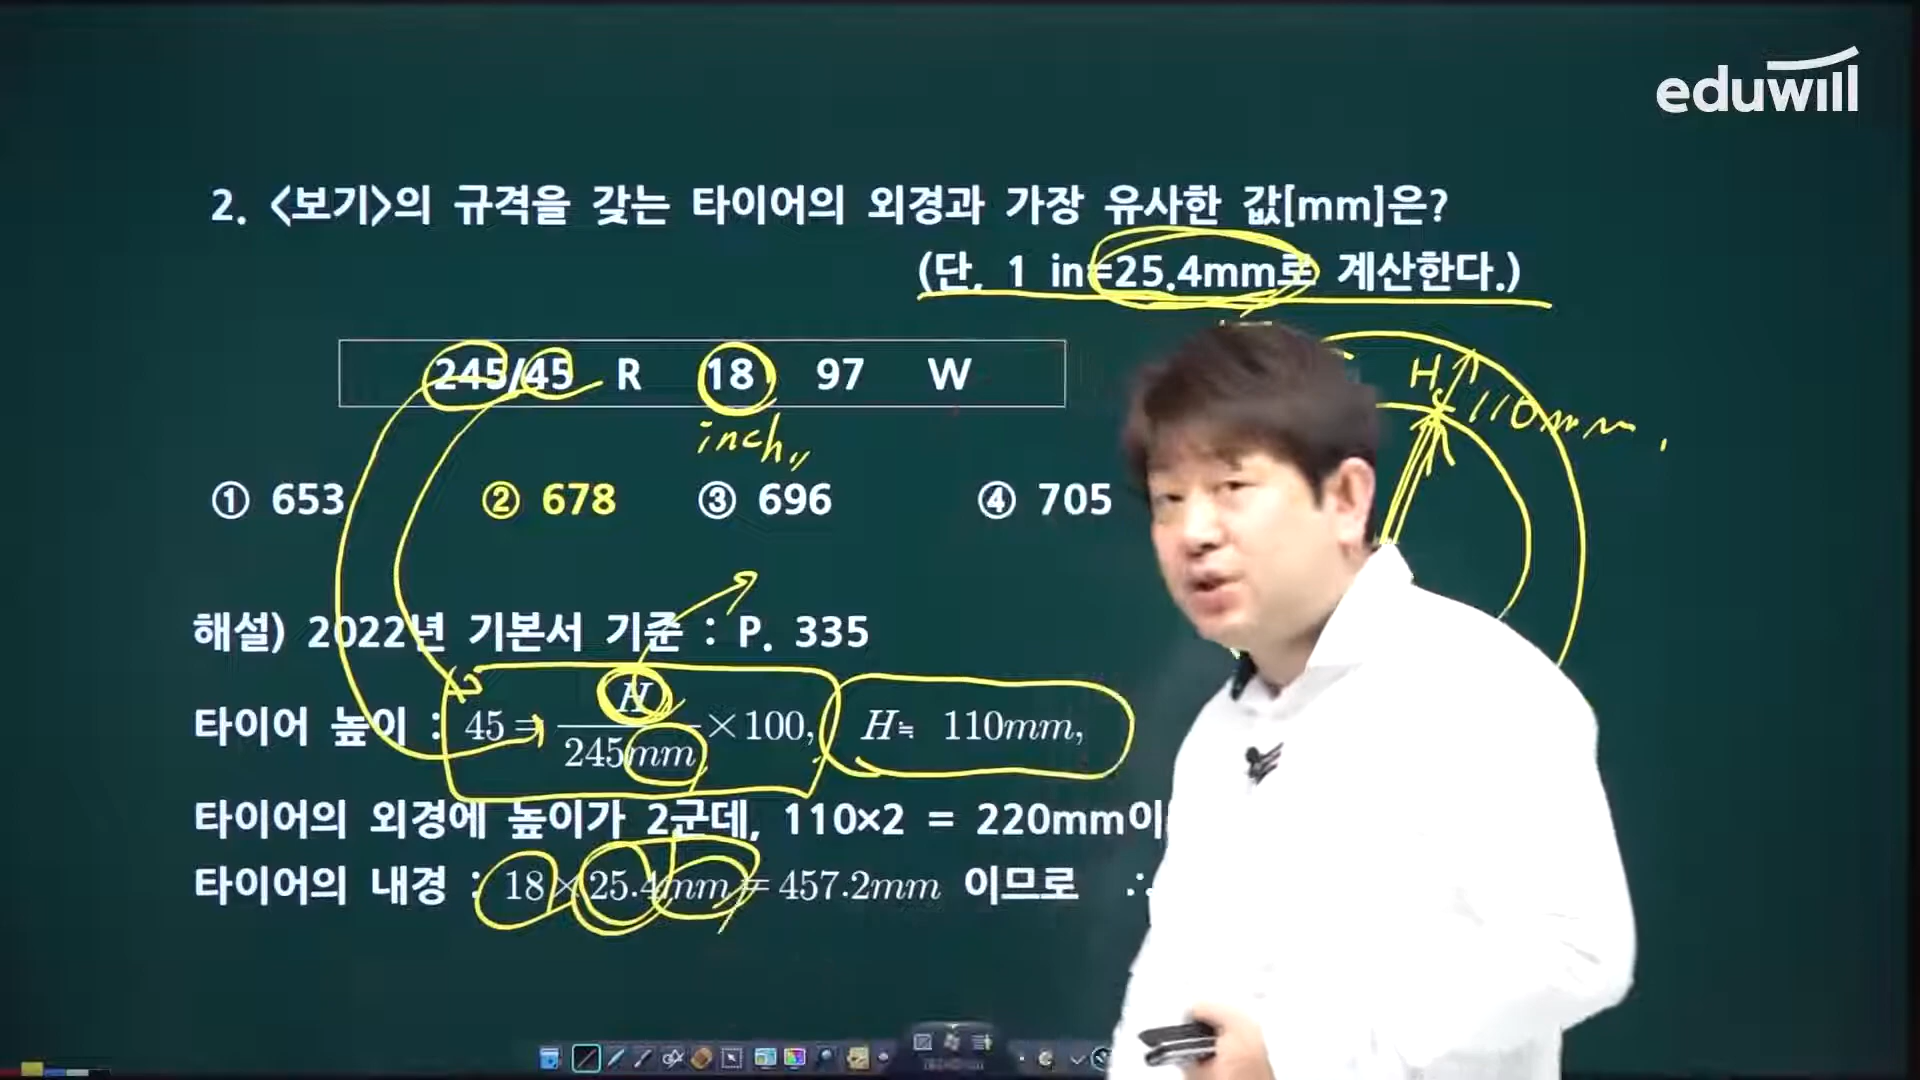 eduwill
2. <보기>의 규격을 갖는 타이어의 외경과 가장 유사한 값[mm]은?
(단, 1 in=25.4mm로 계산한다.)
245/45 R 18 97 W
inch
H
110mm
① 653 ② 678 ③ 696 ④ 705
해설) 2022년 기본서 기준 : P. 335
타이어 높이 : 45 = H/245mm × 100, H≒ 110mm,
타이어의 외경에 높이가 2군데, 110×2 = 220mm이
타이어의 내경 : 18×25.4mm = 457.2mm 이므로 ∴